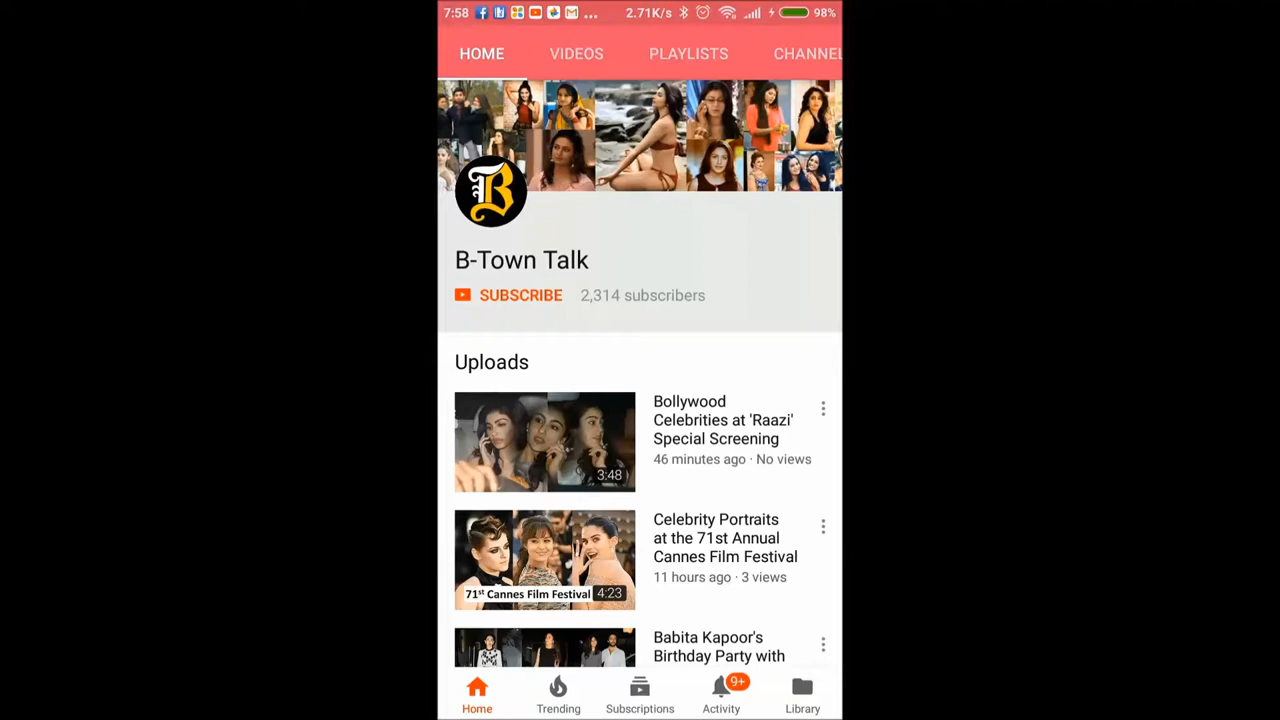 7:58 2.71K/s 98%
HOME VIDEOS PLAYLISTS CHANNEL
B
B-Town Talk
SUBSCRIBE 2,314 subscribers
Uploads
3:48
Bollywood
Celebrities at 'Raazi'
Special Screening
46 minutes ago · No views
71st Cannes Film Festival 4:23
Celebrity Portraits
at the 71st Annual
Cannes Film Festival
11 hours ago · 3 views
Babita Kapoor's
Birthday Party with
9+
Home Trending Subscriptions Activity Library